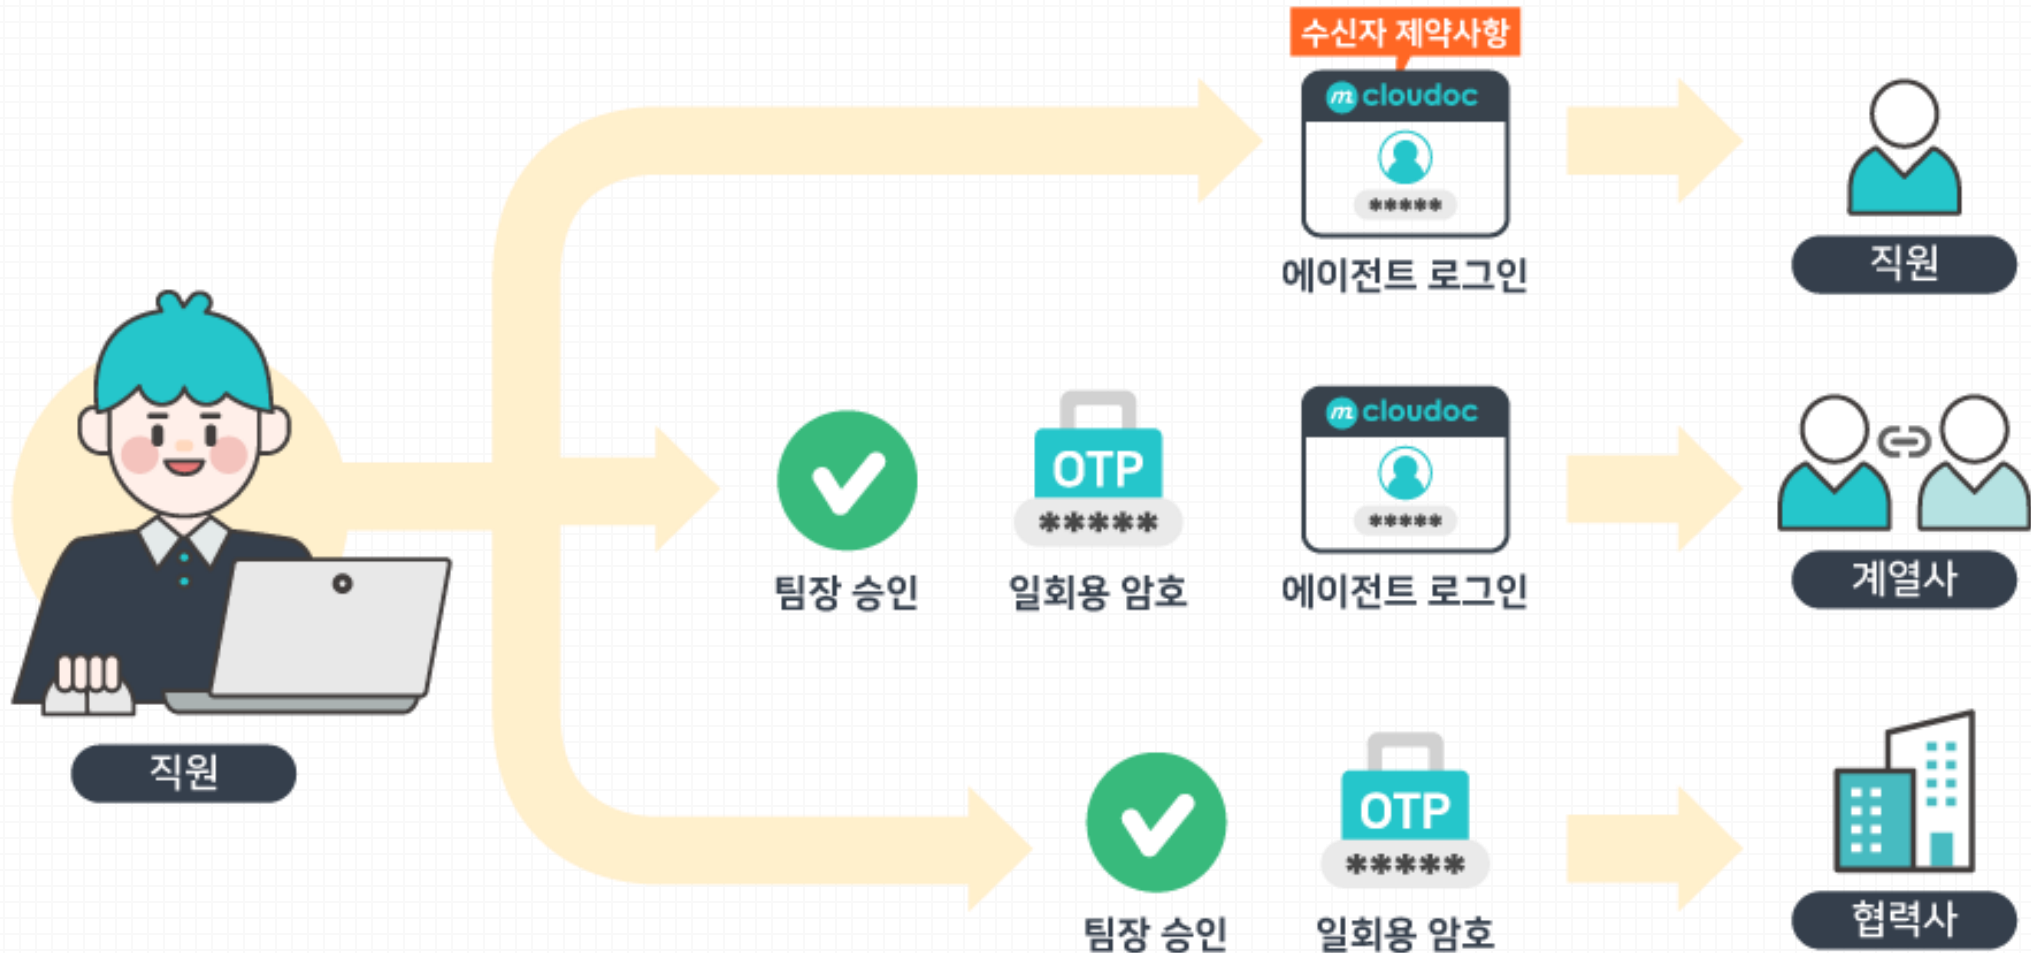 수신자 제약사항
m cloudoc
*****
에이전트 로그인
직원
직원
m cloudoc
OTP
*****
*****
팀장 승인
일회용 암호
에이전트 로그인
계열사
OTP
*****
팀장 승인
일회용 암호
협력사